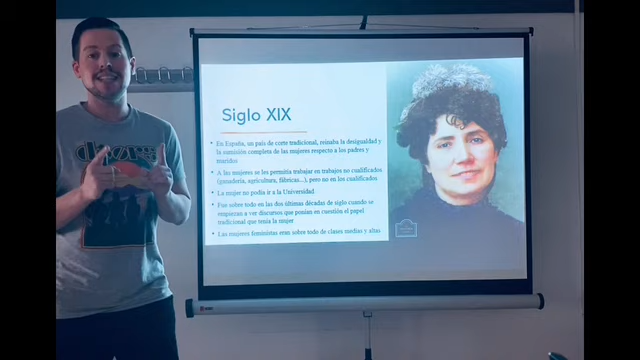 Siglo XIX
• En España, un país de corte tradicional, reinaba la desigualdad y
la sumisión completa de las mujeres respecto a los padres y
maridos
• A las mujeres se les permitía trabajar en trabajos no cualificados
(ganadería, agricultura, fábricas...), pero no en los cualificados
• La mujer no podía ir a la Universidad
• Fue sobre todo en las dos últimas décadas de siglo cuando se
empiezan a ver discursos que ponían en cuestión el papel
tradicional que tenía la mujer
• Las mujeres feministas eran sobre todo de clases medias y altas